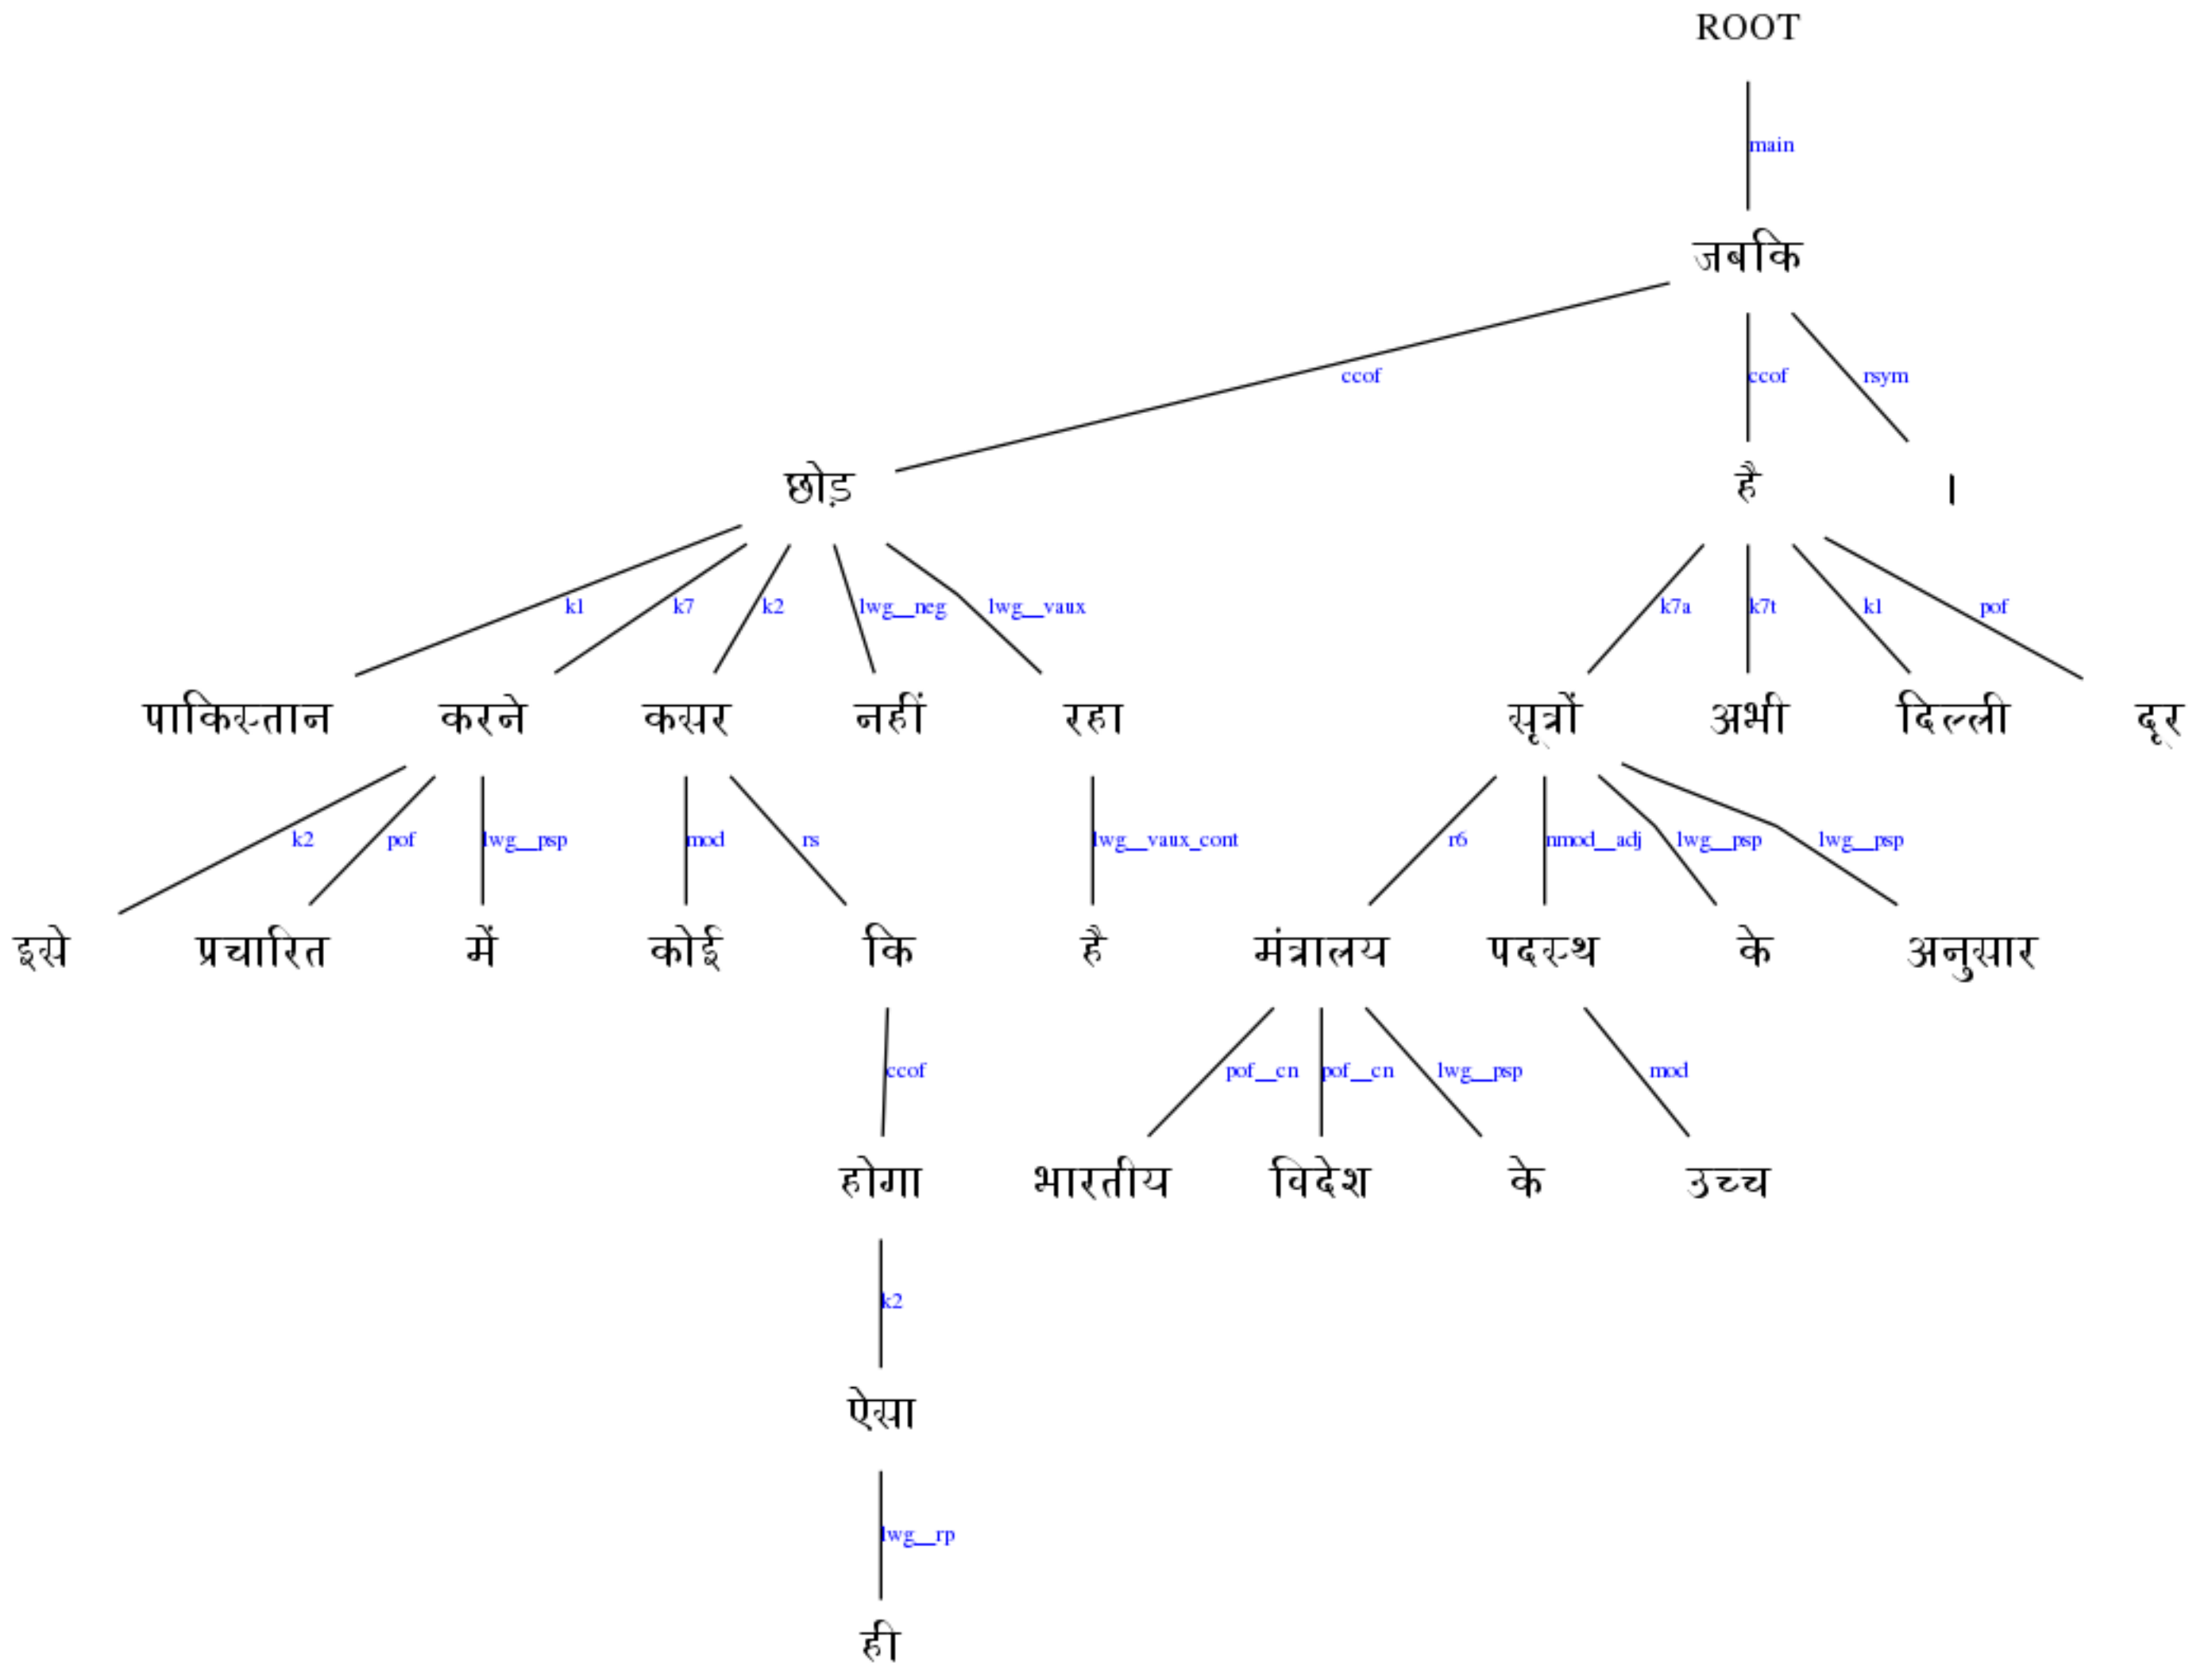 ROOT
main
जबकि
ccof ccof rsym
छोड़ है ।
k1 k7 k2 lwg__neg lwg__vaux k7a k7t k1 pof
पाकिस्तान करने कसर नहीं रहा सूत्रों अभी दिल्ली दूर
k2 pof lwg__psp mod rs lwg__vaux_cont r6 nmod__adj lwg__psp lwg__psp
इसे प्रचारित में कोई कि है मंत्रालय पदस्थ के अनुसार
ccof pof__cn pof__cn lwg__psp mod
होगा भारतीय विदेश के उच्च
k2
ऐसा
lwg__rp
ही